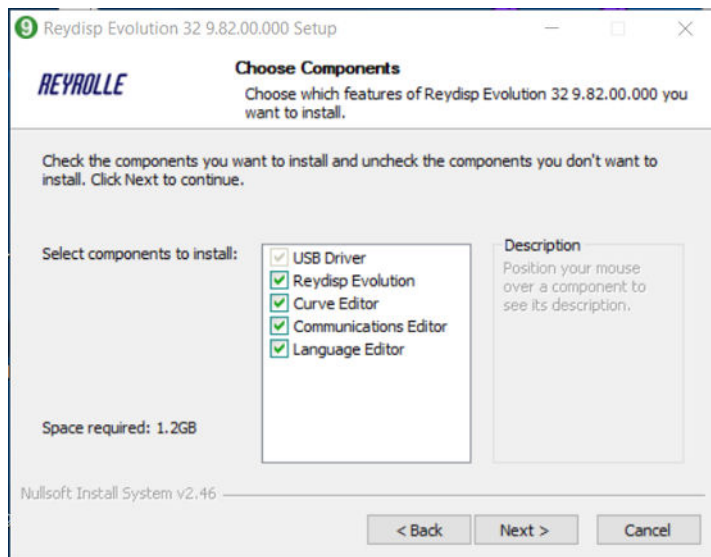 Reydisp Evolution 32 9.82.00.000 Setup
REYROLLE
Choose Components
Choose which features of Reydisp Evolution 32 9.82.00.000 you
want to install.
Check the components you want to install and uncheck the components you don't want to
install. Click Next to continue.
Select components to install:
USB Driver
Reydisp Evolution
Curve Editor
Communications Editor
Language Editor
Description
Position your mouse
over a component to
see its description.
Space required: 1.2GB
Nullsoft Install System v2.46
< Back
Next >
Cancel